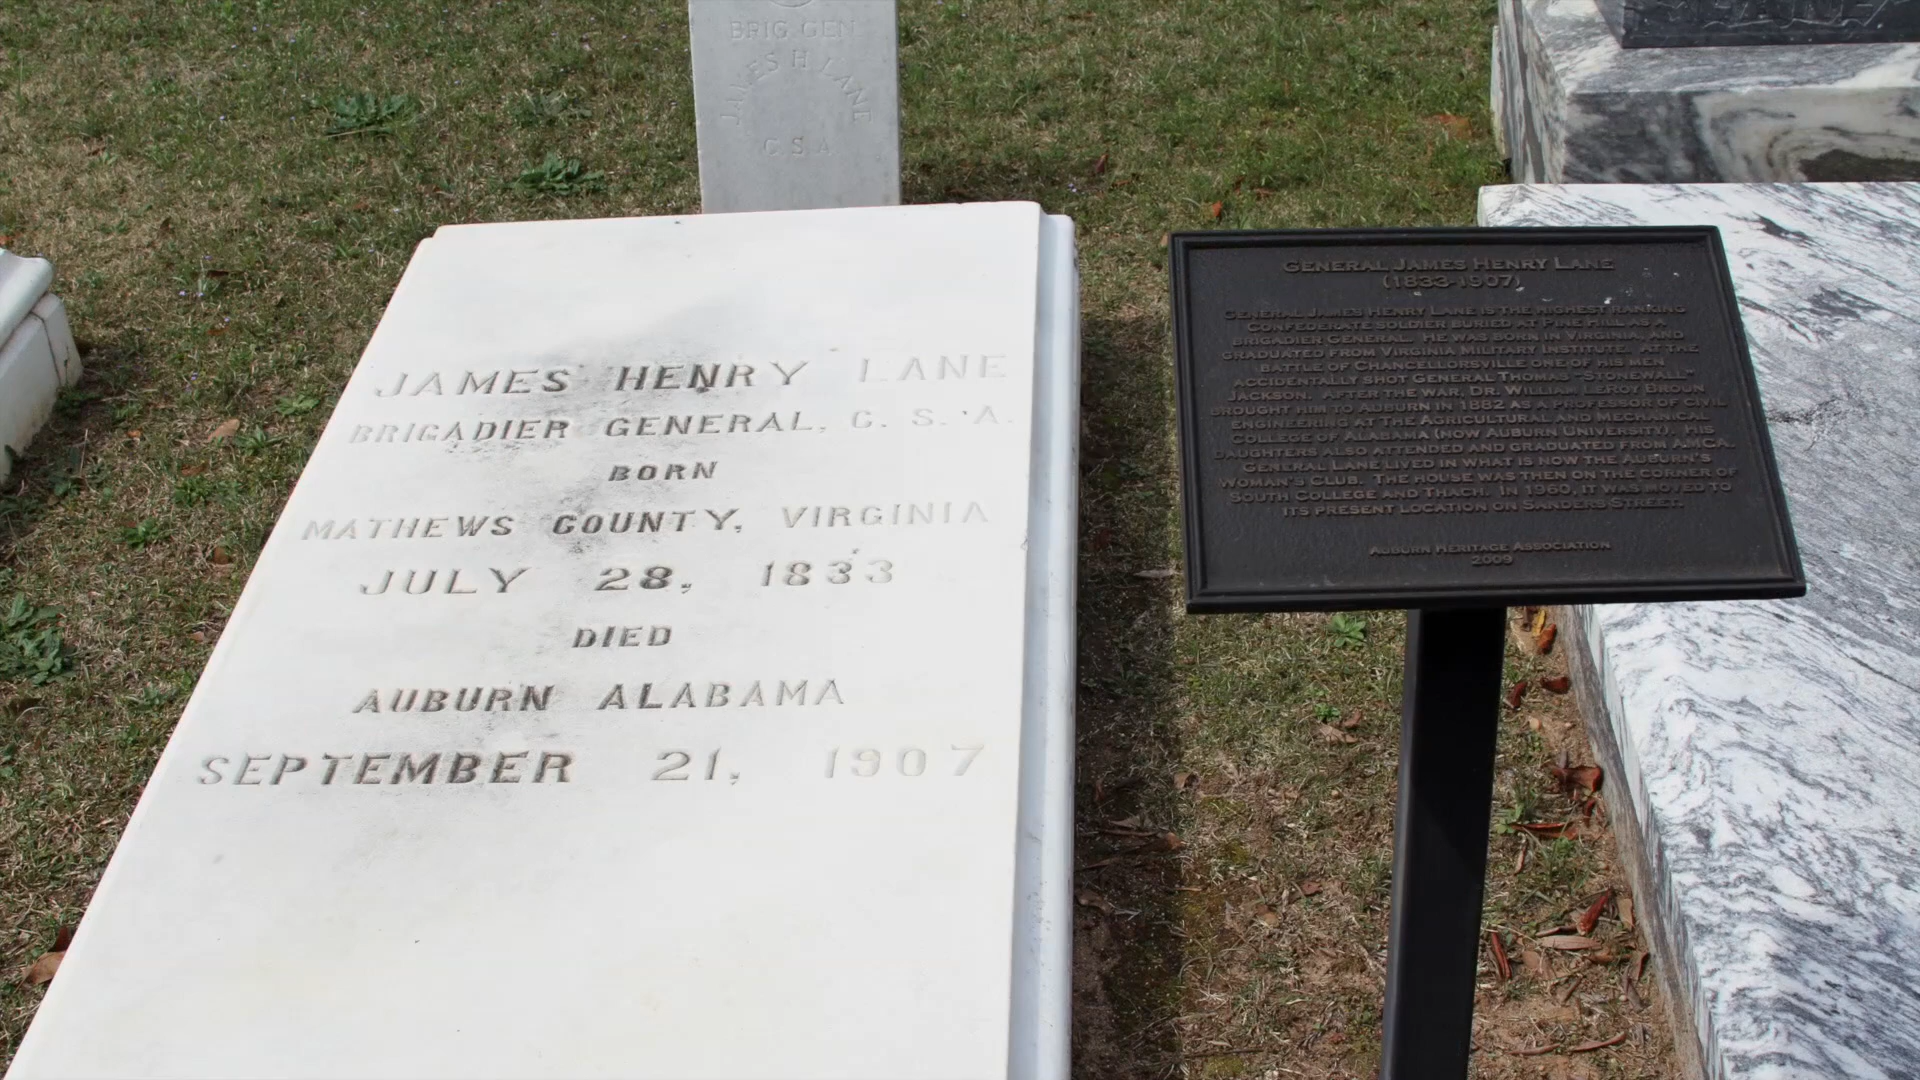 BRIG GEN
JAMES H LANE
C.S.A.
JAMES HENRY LANE
BRIGADIER GENERAL, C. S. A.
BORN
MATHEWS COUNTY, VIRGINIA
JULY 28, 1833
DIED
AUBURN ALABAMA
SEPTEMBER 21, 1907
GENERAL JAMES HENRY LANE
(1833-1907)
GENERAL JAMES HENRY LANE IS THE HIGHEST RANKING
CONFEDERATE SOLDIER BURIED AT PINE HILL AS A
BRIGADIER GENERAL. HE WAS BORN IN VIRGINIA, AND
GRADUATED FROM VIRGINIA MILITARY INSTITUTE. AT THE
BATTLE OF CHANCELLORSVILLE ONE OF HIS MEN
ACCIDENTALLY SHOT GENERAL THOMAS "STONEWALL"
JACKSON. AFTER THE WAR, DR. WILLIAM LEROY BROUN
BROUGHT HIM TO AUBURN IN 1882 AS A PROFESSOR OF CIVIL
ENGINEERING AT THE AGRICULTURAL AND MECHANICAL
COLLEGE OF ALABAMA (NOW AUBURN UNIVERSITY). HIS
DAUGHTERS ALSO ATTENDED AND GRADUATED FROM A.M.C.A.
GENERAL LANE LIVED IN WHAT IS NOW THE AUBURN'S
WOMAN'S CLUB. THE HOUSE WAS THEN ON THE CORNER OF
SOUTH COLLEGE AND THACH. IN 1960, IT WAS MOVED TO
ITS PRESENT LOCATION ON SANDERS STREET.
AUBURN HERITAGE ASSOCIATION
2009